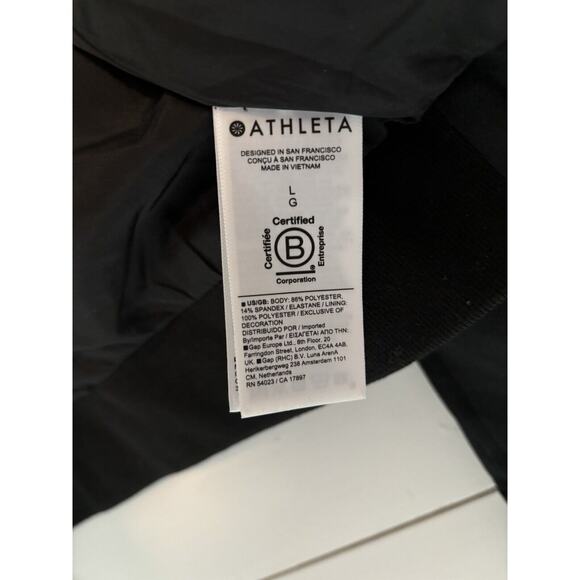 ATHLETA
DESIGNED IN SAN FRANCISCO
CONÇU À SAN FRANCISCO
MADE IN VIETNAM
L
G
Certified
Certifiée
B
Entreprise
Corporation
US/GB: BODY: 86% POLYESTER,
14% SPANDEX / ELASTANE / LINING:
100% POLYESTER / EXCLUSIVE OF
DECORATION
DISTRIBUIDO POR / Imported
By/Importe Par / ΕΙΣΑΓΕΤΑΙ ΑΠΟ ΤΗΝ:
Gap Europe Ltd., 6th Floor, 20
Farringdon Street, London, EC4A 4AB,
UK Gap (RHC) B.V. Luna ArenA
Herikerbergweg 238 Amsterdam 1101
CM, Netherlands
RN 54023 / CA 17897